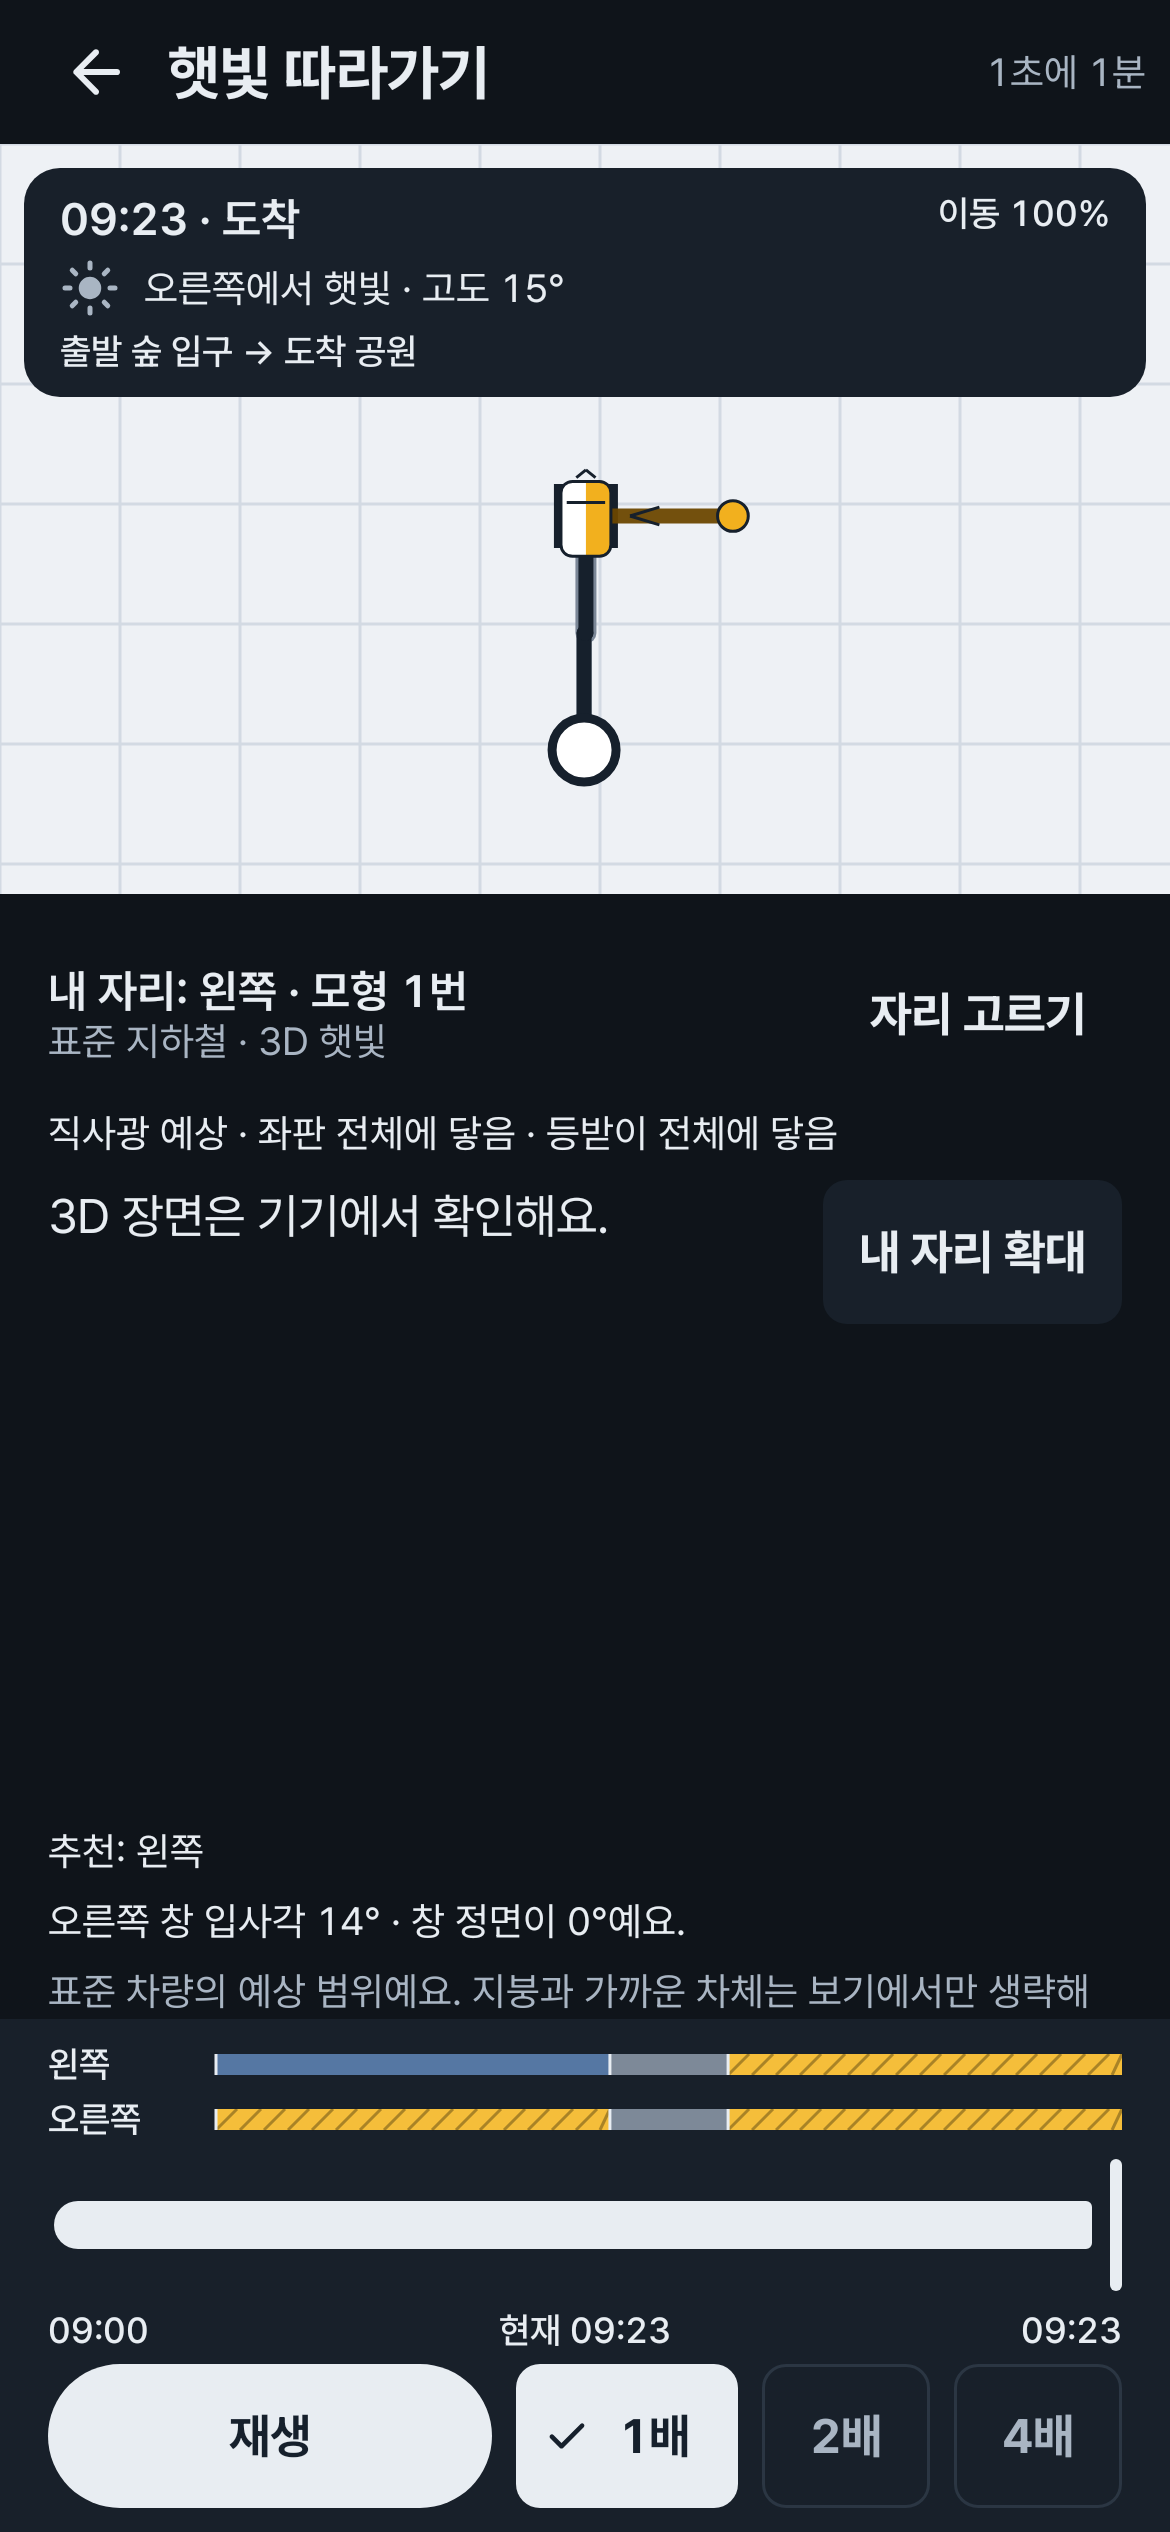 햇빛 따라가기
1초에 1분
09:23 · 도착
이동 100%
오른쪽에서 햇빛 · 고도 15°
출발 숲 입구 → 도착 공원
내 자리: 왼쪽 · 모형 1번
표준 지하철 · 3D 햇빛
자리 고르기
직사광 예상 · 좌판 전체에 닿음 · 등받이 전체에 닿음
3D 장면은 기기에서 확인해요.
내 자리 확대
추천: 왼쪽
오른쪽 창 입사각 14° · 창 정면이 0°예요.
표준 차량의 예상 범위예요. 지붕과 가까운 차체는 보기에서만 생략해
왼쪽
오른쪽
09:00
현재 09:23
09:23
재생
1배
2배
4배